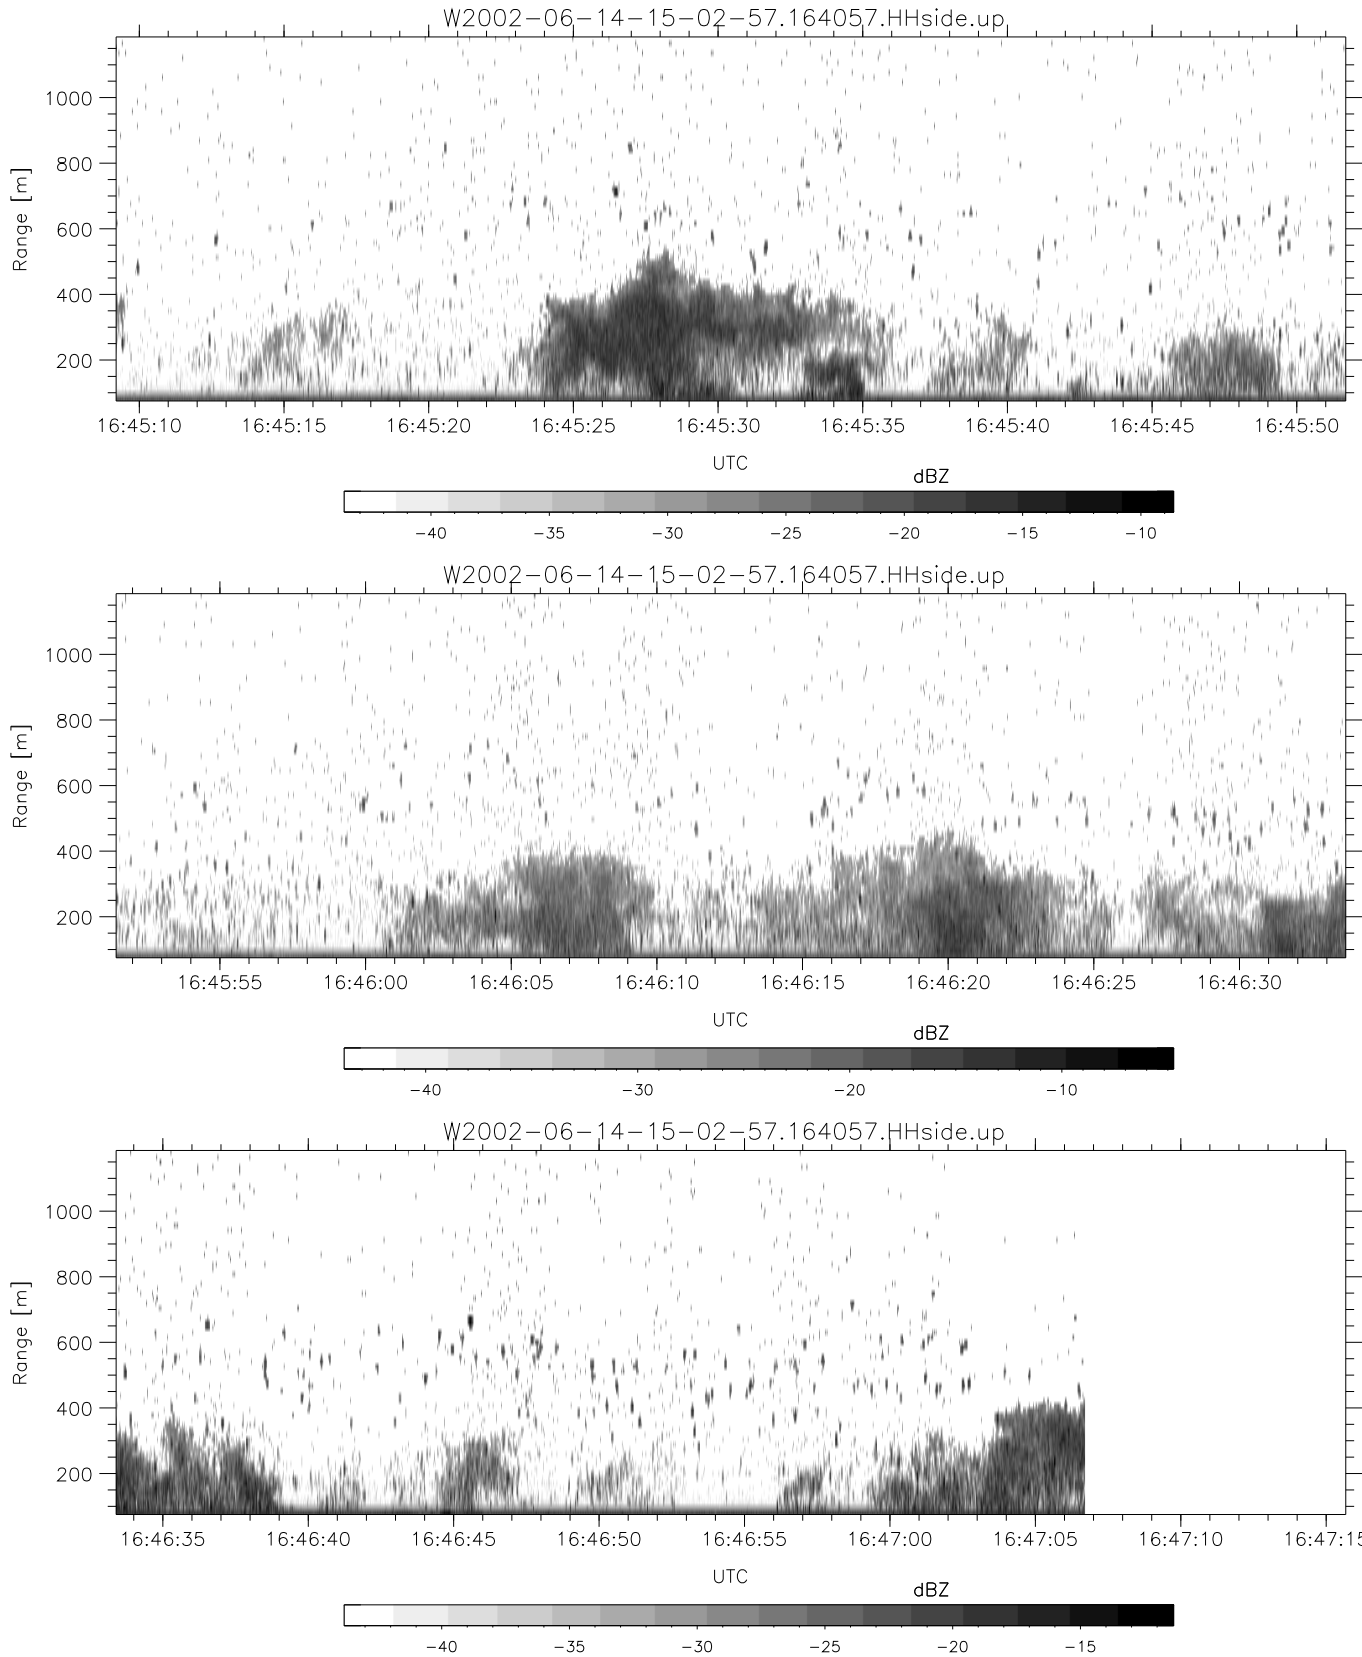 W2002-06-14-15-02-57.164057.HHside.up
Range [m]
1000
800
600
400
200
16:45:10 16:45:15 16:45:20 16:45:25 16:45:30 16:45:35 16:45:40 16:45:45 16:45:50
UTC
dBZ
-40 -35 -30 -25 -20 -15 -10
W2002-06-14-15-02-57.164057.HHside.up
Range [m]
1000
800
600
400
200
16:45:55 16:46:00 16:46:05 16:46:10 16:46:15 16:46:20 16:46:25 16:46:30
UTC
dBZ
-40 -30 -20 -10
W2002-06-14-15-02-57.164057.HHside.up
Range [m]
1000
800
600
400
200
16:46:35 16:46:40 16:46:45 16:46:50 16:46:55 16:47:00 16:47:05 16:47:10 16:47:15
UTC
dBZ
-40 -35 -30 -25 -20 -15